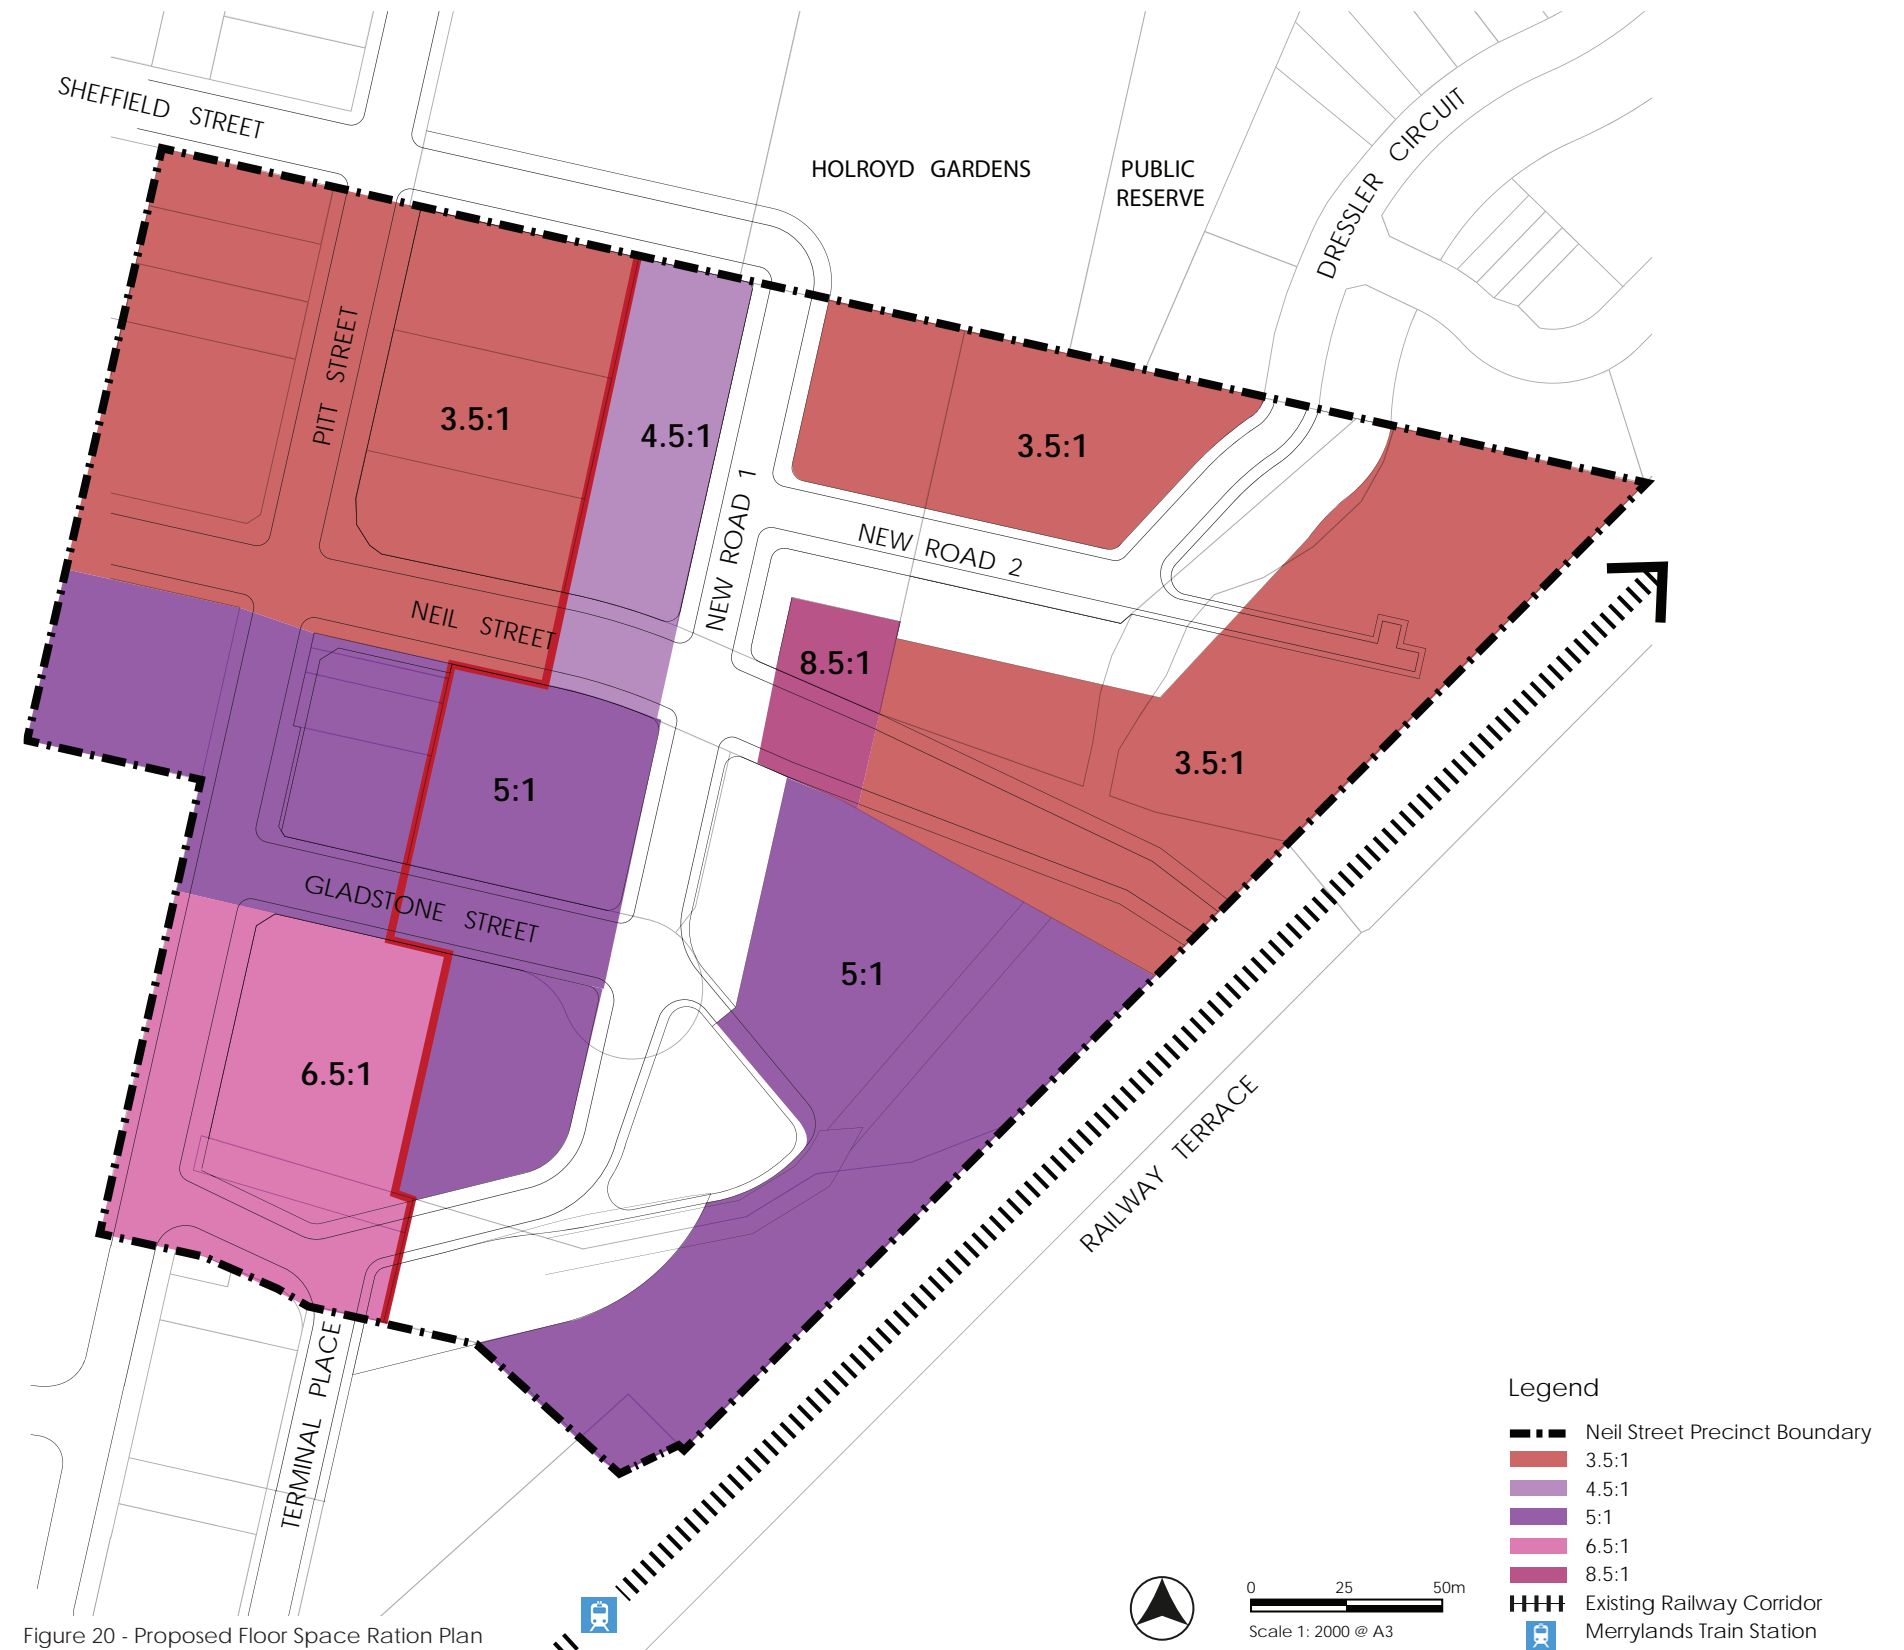 SHEFFIELD STREET
HOLROYD GARDENS
PUBLIC
RESERVE
DRESSLER CIRCUIT
PITT STREET
3.5:1
4.5:1
3.5:1
NEW ROAD 1
NEW ROAD 2
NEIL STREET
8.5:1
3.5:1
5:1
GLADSTONE STREET
5:1
6.5:1
RAILWAY TERRACE
TERMINAL PLACE
Legend
Neil Street Precinct Boundary
3.5:1
4.5:1
5:1
6.5:1
8.5:1
Existing Railway Corridor
Merrylands Train Station
0 25 50m
Scale 1: 2000 @ A3
Figure 20 - Proposed Floor Space Ration Plan